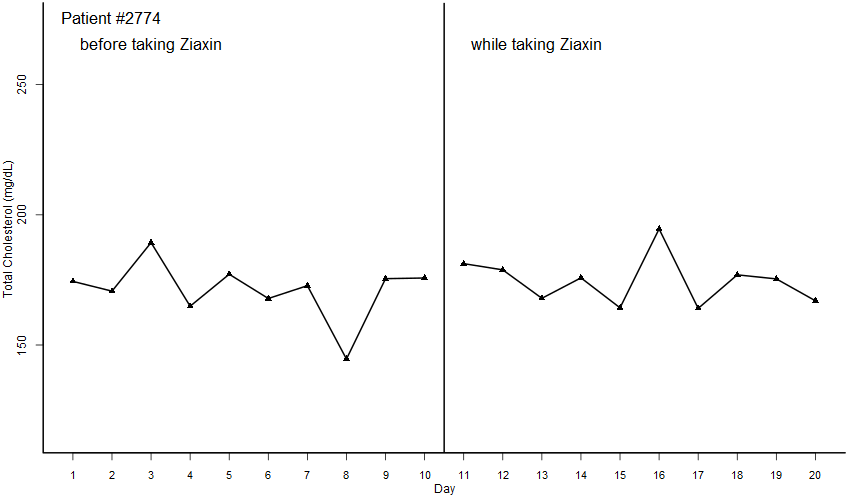 Patient #2774
before taking Ziaxin
while taking Ziaxin
Total Cholesterol (mg/dL)
250
200
150
1 2 3 4 5 6 7 8 9 10 11 12 13 14 15 16 17 18 19 20
Day